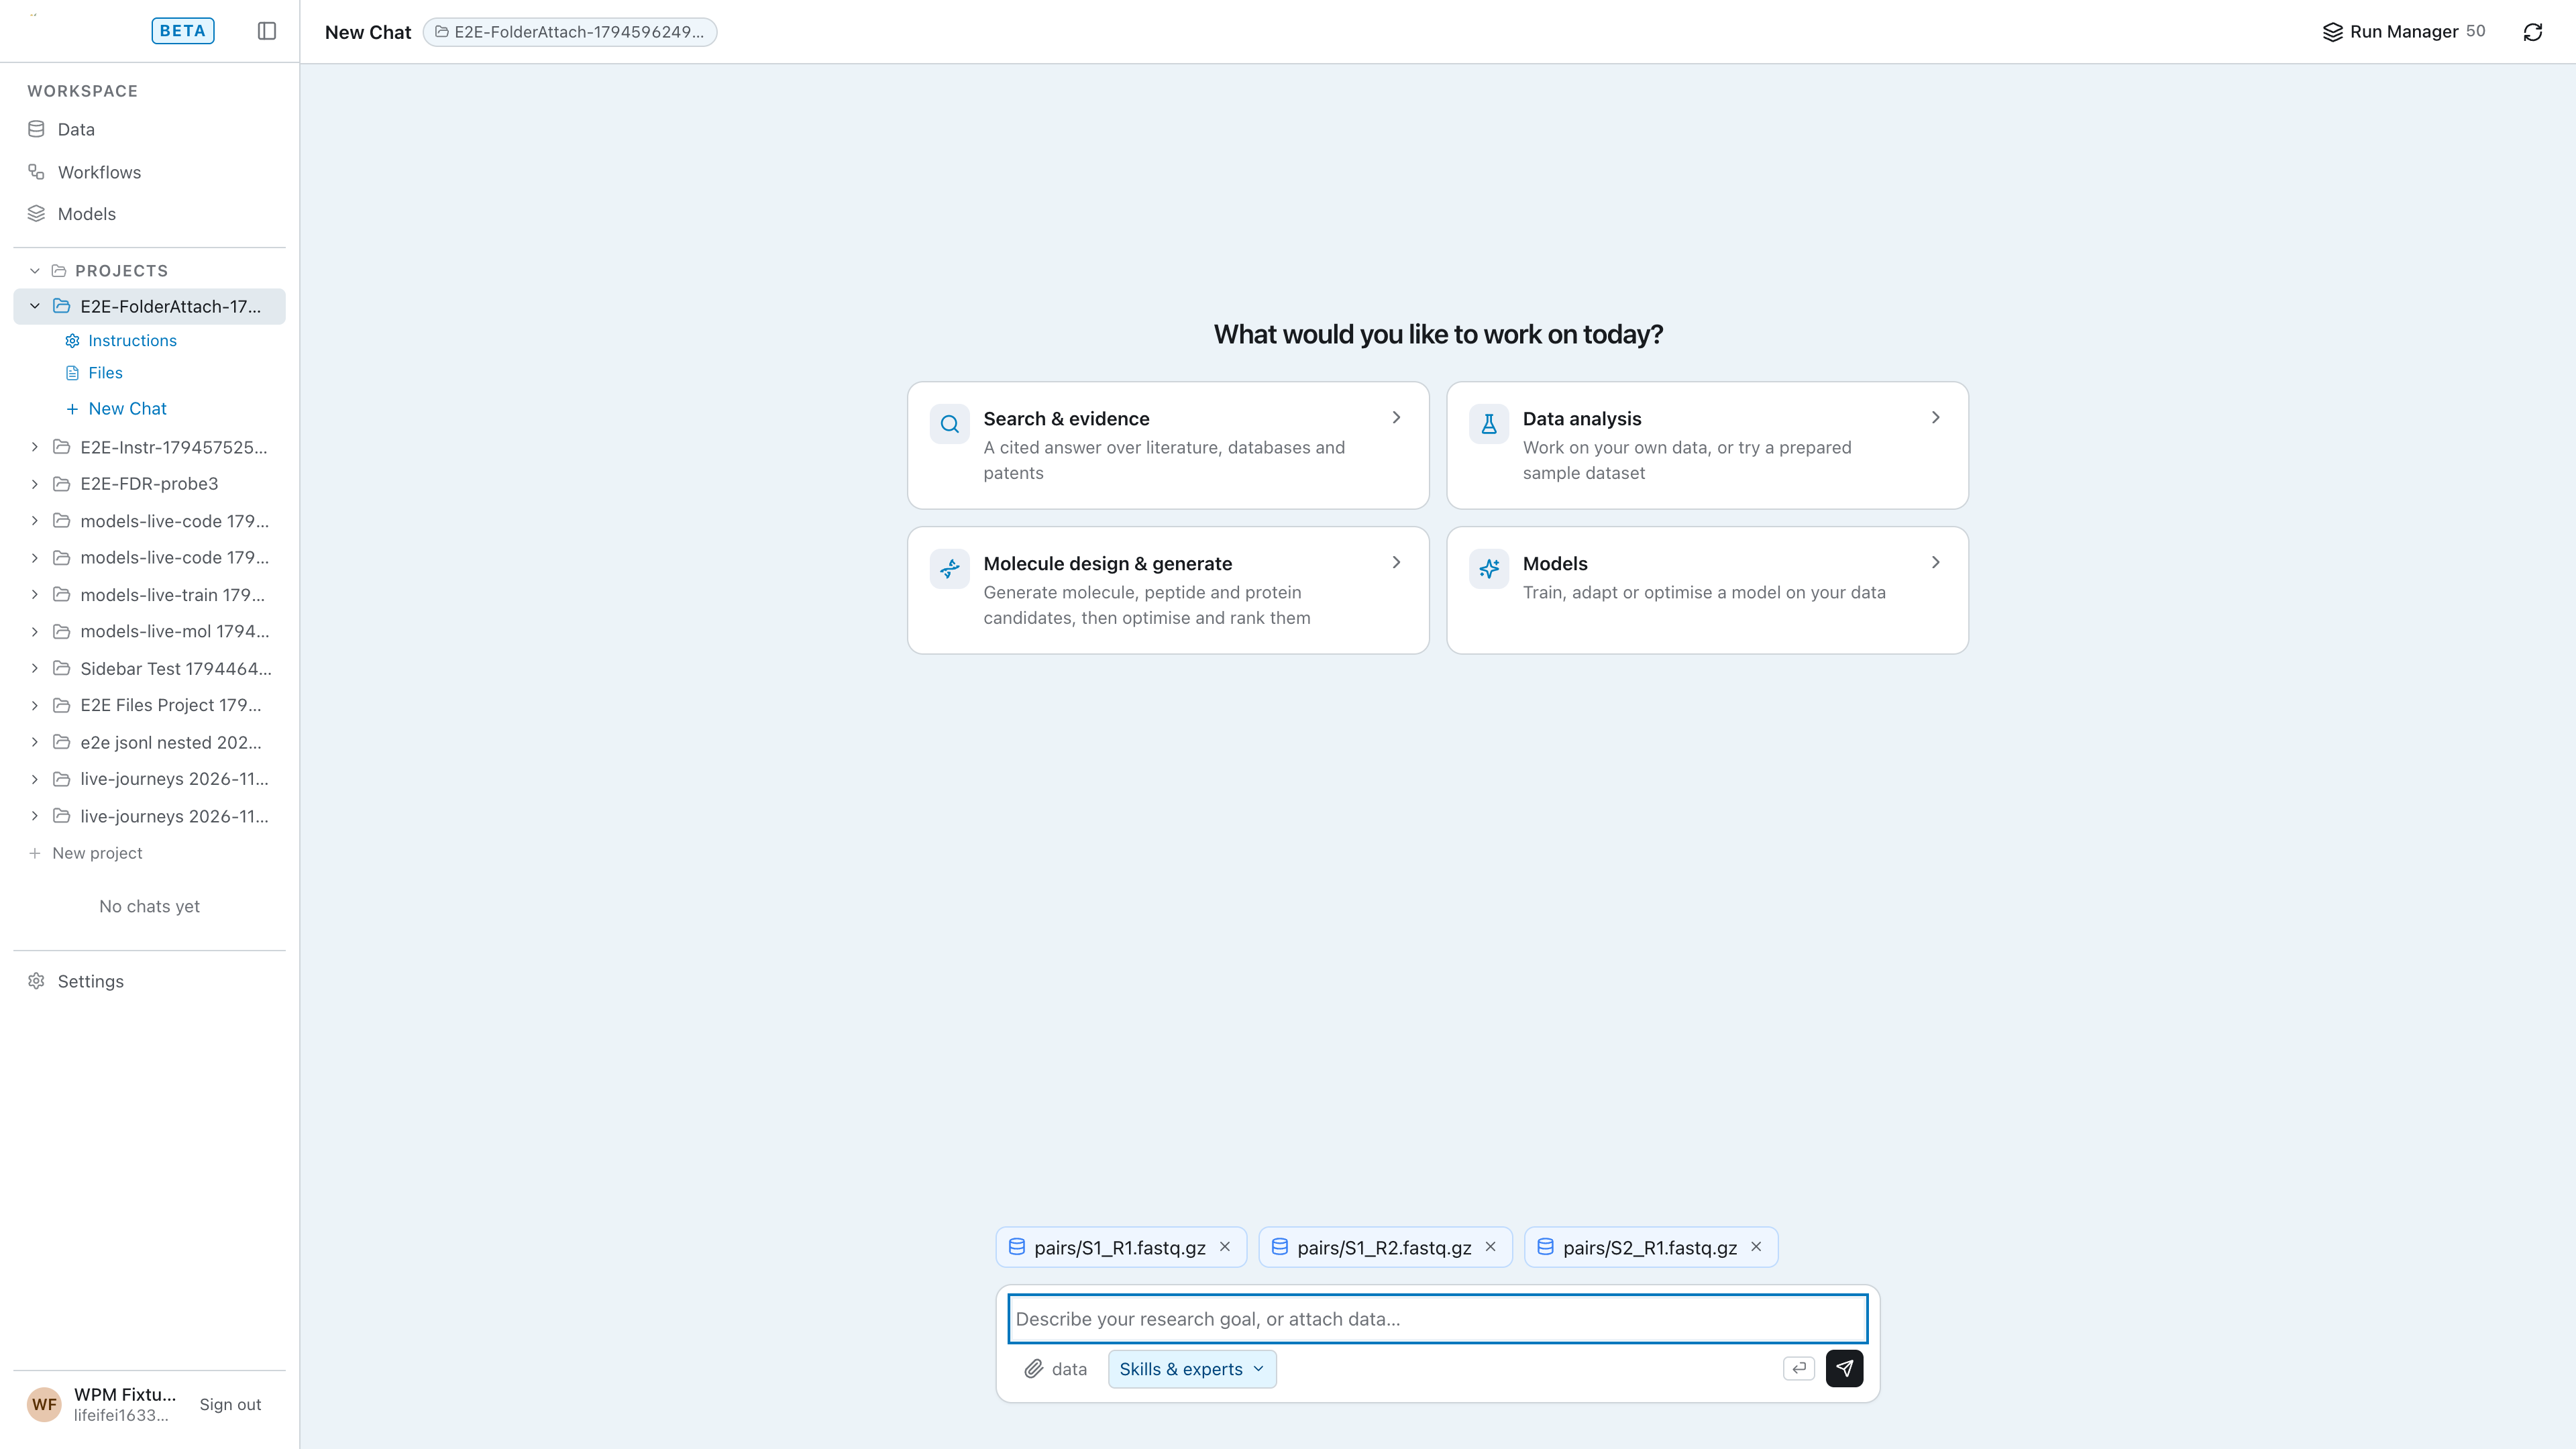 BETA
WORKSPACE
Data
Workflows
Models
PROJECTS
E2E-FolderAttach-17...
Instructions
Files
New Chat
E2E-Instr-179457525...
E2E-FDR-probe3
models-live-code 179...
models-live-code 179...
models-live-train 179...
models-live-mol 1794...
Sidebar Test 1794464...
E2E Files Project 179...
e2e jsonl nested 202...
live-journeys 2026-11...
live-journeys 2026-11...
New project
No chats yet
Settings
WF
WPM Fixtu...
lifeifei1633...
Sign out
New Chat
E2E-FolderAttach-1794596249...
Run Manager 50
What would you like to work on today?
Search & evidence
A cited answer over literature, databases and
patents
Data analysis
Work on your own data, or try a prepared
sample dataset
Molecule design & generate
Generate molecule, peptide and protein
candidates, then optimise and rank them
Models
Train, adapt or optimise a model on your data
pairs/S1_R1.fastq.gz
pairs/S1_R2.fastq.gz
pairs/S2_R1.fastq.gz
Describe your research goal, or attach data...
data
Skills & experts